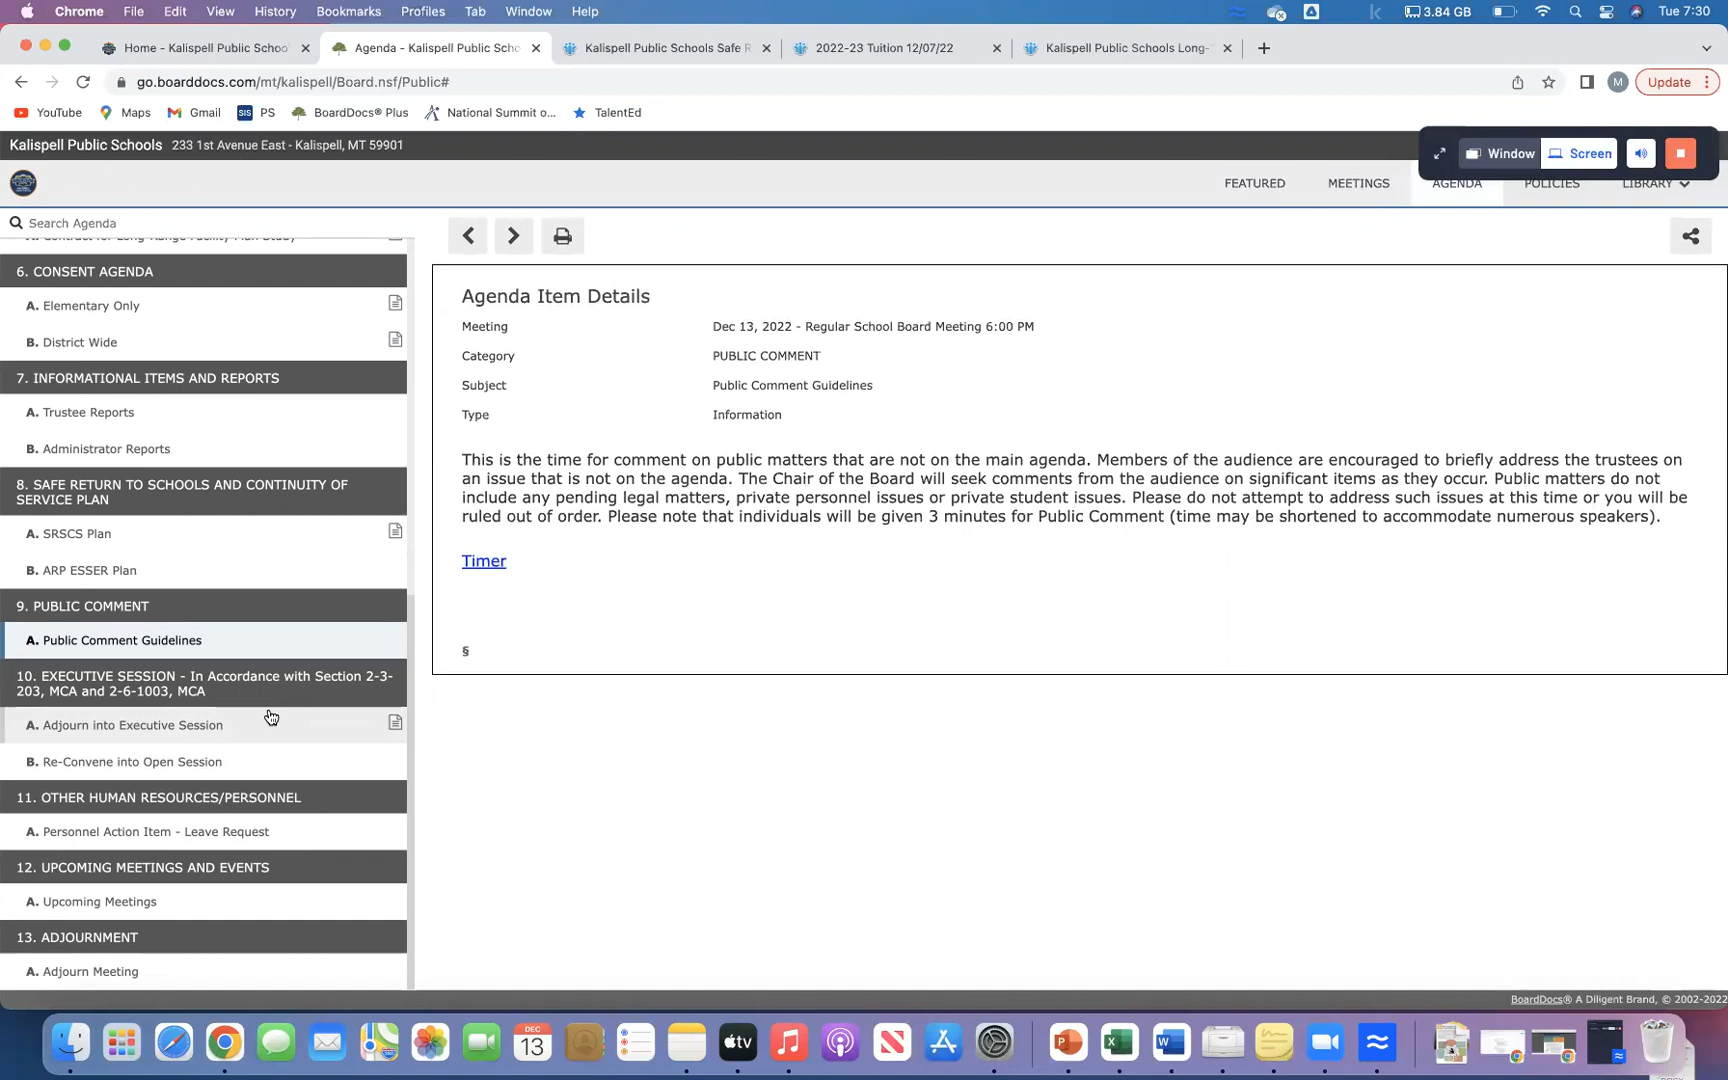 Chrome File Edit View History Bookmarks Profiles Tab Window Help 3.84 GB Tue 7:30
Home - Kalispell Public Schoo Agenda - Kalispell Public Scho Kalispell Public Schools Safe R 2022-23 Tuition 12/07/22 Kalispell Public Schools Long-
go.boarddocs.com/mt/kalispell/Board.nsf/Public# M Update
YouTube Maps Gmail SIS PS BoardDocs® Plus National Summit o... TalentEd
Kalispell Public Schools 233 1st Avenue East - Kalispell, MT 59901
Window Screen
FEATURED MEETINGS AGENDA POLICIES LIBRARY
Search Agenda
Contract for Long-Range Facility Plan Study
6. CONSENT AGENDA
A. Elementary Only
B. District Wide
7. INFORMATIONAL ITEMS AND REPORTS
A. Trustee Reports
B. Administrator Reports
8. SAFE RETURN TO SCHOOLS AND CONTINUITY OF
SERVICE PLAN
A. SRSCS Plan
B. ARP ESSER Plan
9. PUBLIC COMMENT
A. Public Comment Guidelines
10. EXECUTIVE SESSION - In Accordance with Section 2-3-
203, MCA and 2-6-1003, MCA
A. Adjourn into Executive Session
B. Re-Convene into Open Session
11. OTHER HUMAN RESOURCES/PERSONNEL
A. Personnel Action Item - Leave Request
12. UPCOMING MEETINGS AND EVENTS
A. Upcoming Meetings
13. ADJOURNMENT
A. Adjourn Meeting
Agenda Item Details
Meeting Dec 13, 2022 - Regular School Board Meeting 6:00 PM
Category PUBLIC COMMENT
Subject Public Comment Guidelines
Type Information
This is the time for comment on public matters that are not on the main agenda. Members of the audience are encouraged to briefly address the trustees on
an issue that is not on the agenda. The Chair of the Board will seek comments from the audience on significant items as they occur. Public matters do not
include any pending legal matters, private personnel issues or private student issues. Please do not attempt to address such issues at this time or you will be
ruled out of order. Please note that individuals will be given 3 minutes for Public Comment (time may be shortened to accommodate numerous speakers).
Timer
§
BoardDocs® A Diligent Brand, © 2002-2022
DEC
13
tv